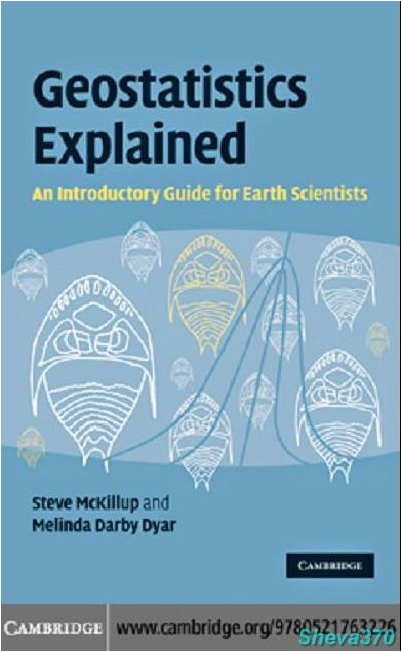 Geostatistics
Explained
An Introductory Guide for Earth Scientists
Steve McKillup and
Melinda Darby Dyar
CAMBRIDGE
CAMBRIDGE www.cambridge.org/9780521763226
Sheva370